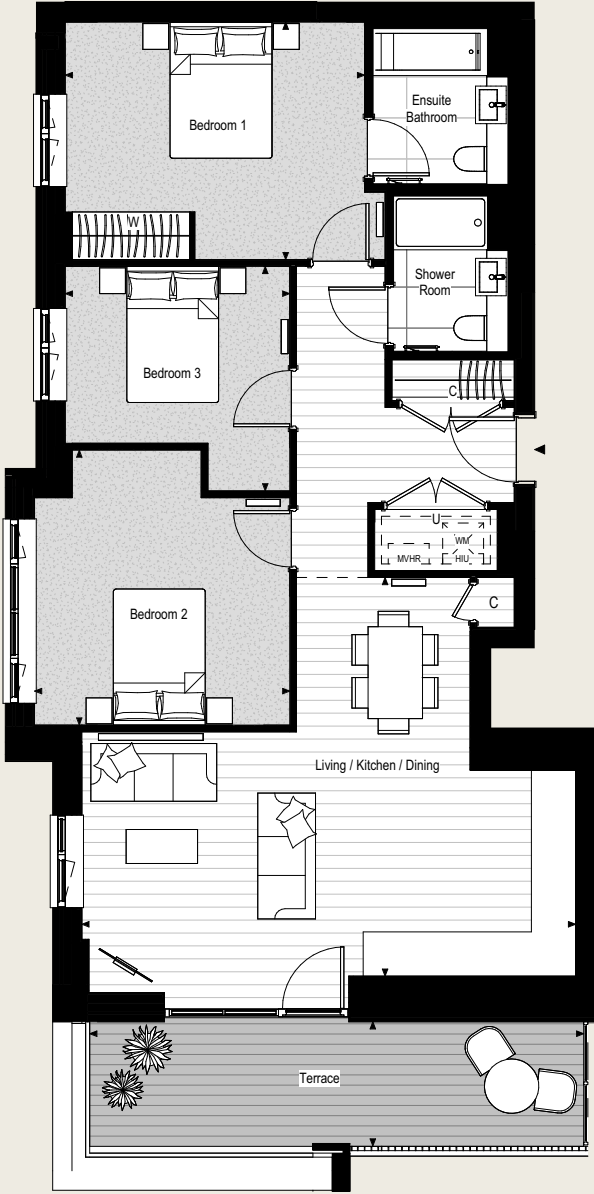 Ensuite
Bathroom
Bedroom 1
W
Shower
Room
Bedroom 3
C
U
WM
MVHR
HIU
C
Bedroom 2
Living / Kitchen / Dining
Terrace